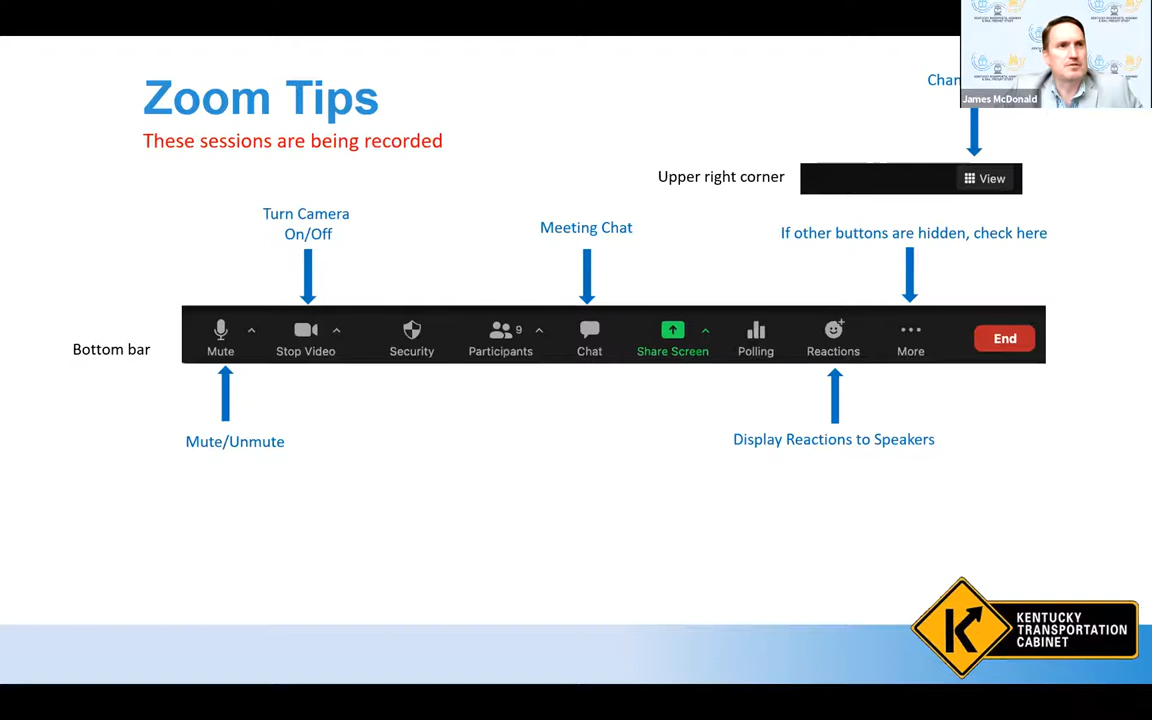 Zoom Tips
These sessions are being recorded
James McDonald
Upper right corner
View
Turn Camera
On/Off
Meeting Chat
If other buttons are hidden, check here
Bottom bar
Mute
Stop Video
Security
9
Participants
Chat
Share Screen
Polling
Reactions
More
End
Mute/Unmute
Display Reactions to Speakers
KENTUCKY
TRANSPORTATION
CABINET